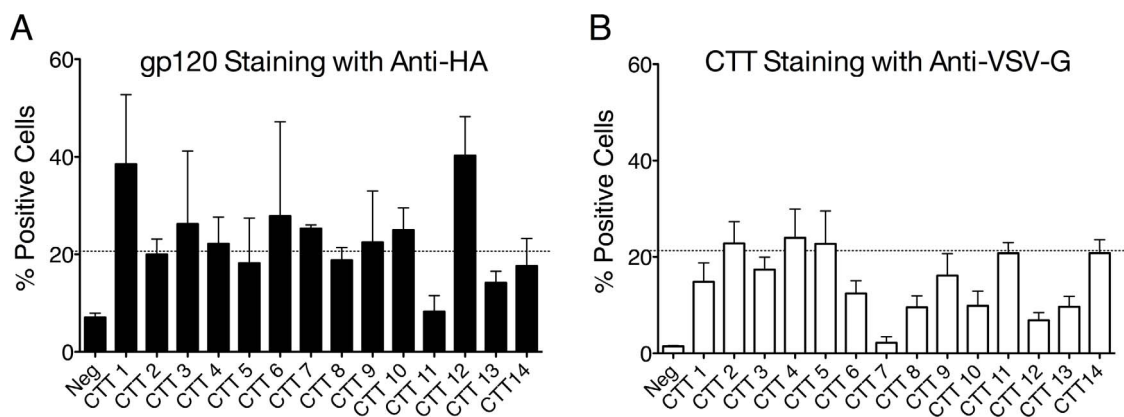 A
gp120 Staining with Anti-HA
% Positive Cells
60
40
20
0
Neg
CTT 1
CTT 2
CTT 3
CTT 4
CTT 5
CTT 6
CTT 7
CTT 8
CTT 9
CTT 10
CTT 11
CTT 12
CTT 13
CTT14
B
CTT Staining with Anti-VSV-G
% Positive Cells
60
40
20
0
Neg
CTT 1
CTT 2
CTT 3
CTT 4
CTT 5
CTT 6
CTT 7
CTT 8
CTT 9
CTT 10
CTT 11
CTT 12
CTT 13
CTT14